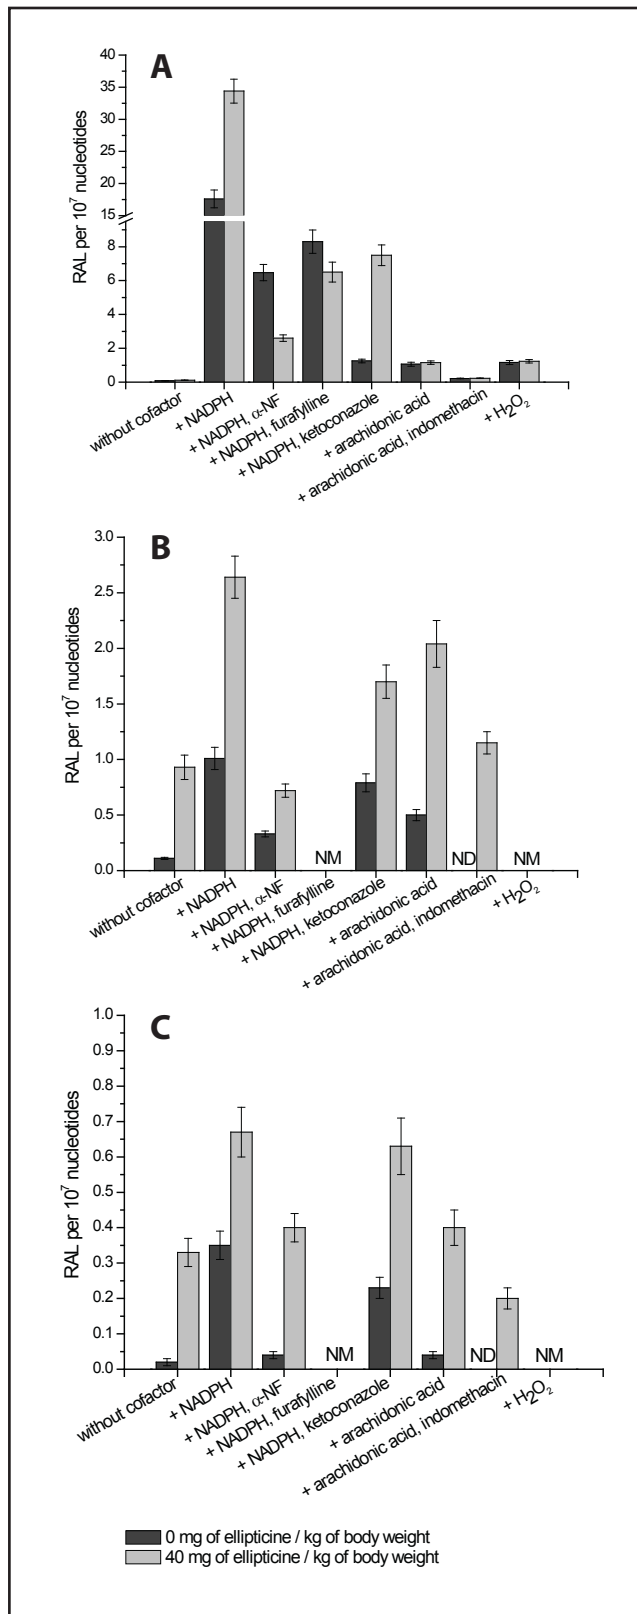 A
RAL per 10⁷ nucleotides
40
35
30
25
20
15
8
6
4
2
0
without cofactor
+ NADPH
+ NADPH, α-NF
+ NADPH, furafylline
+ NADPH, ketoconazole
+ arachidonic acid
+ arachidonic acid, indomethacin
+ H₂O₂
B
RAL per 10⁷ nucleotides
3.0
2.5
2.0
1.5
1.0
0.5
0.0
NM
ND
NM
without cofactor
+ NADPH
+ NADPH, α-NF
+ NADPH, furafylline
+ NADPH, ketoconazole
+ arachidonic acid
+ arachidonic acid, indomethacin
+ H₂O₂
C
RAL per 10⁷ nucleotides
1.0
0.9
0.8
0.7
0.6
0.5
0.4
0.3
0.2
0.1
0.0
NM
ND
NM
without cofactor
+ NADPH
+ NADPH, α-NF
+ NADPH, furafylline
+ NADPH, ketoconazole
+ arachidonic acid
+ arachidonic acid, indomethacin
+ H₂O₂
0 mg of ellipticine / kg of body weight
40 mg of ellipticine / kg of body weight